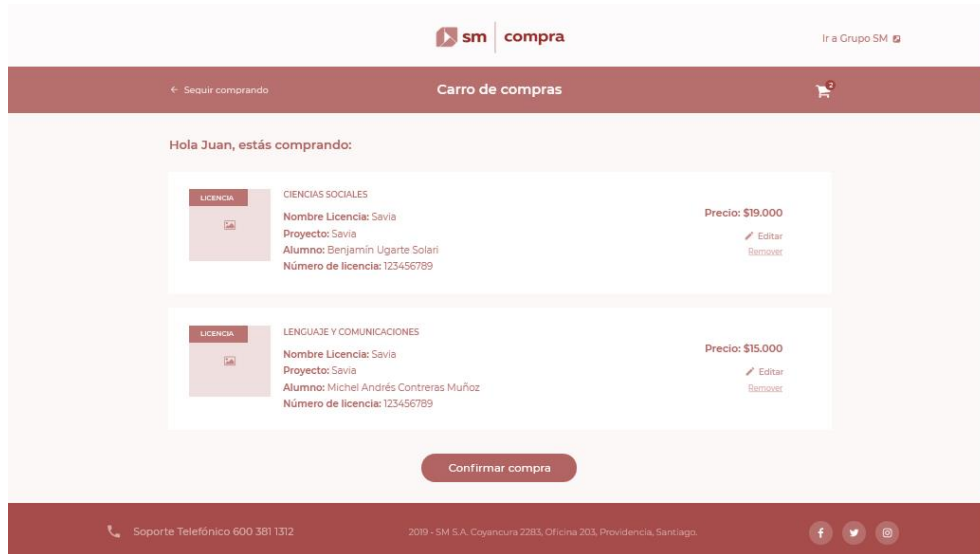 sm compra
Ir a Grupo SM
Seguir comprando
Carro de compras
2
Hola Juan, estás comprando:
LICENCIA
CIENCIAS SOCIALES
Nombre Licencia: Savia
Proyecto: Savia
Alumno: Benjamín Ugarte Solari
Número de licencia: 123456789
Precio: $19.000
Editar
Remover
LICENCIA
LENGUAJE Y COMUNICACIONES
Nombre Licencia: Savia
Proyecto: Savia
Alumno: Michel Andrés Contreras Muñoz
Número de licencia: 123456789
Precio: $15.000
Editar
Remover
Confirmar compra
Soporte Telefónico 600 381 1312
2019 - SM S.A. Coyancura 2283, Oficina 203, Providencia, Santiago.